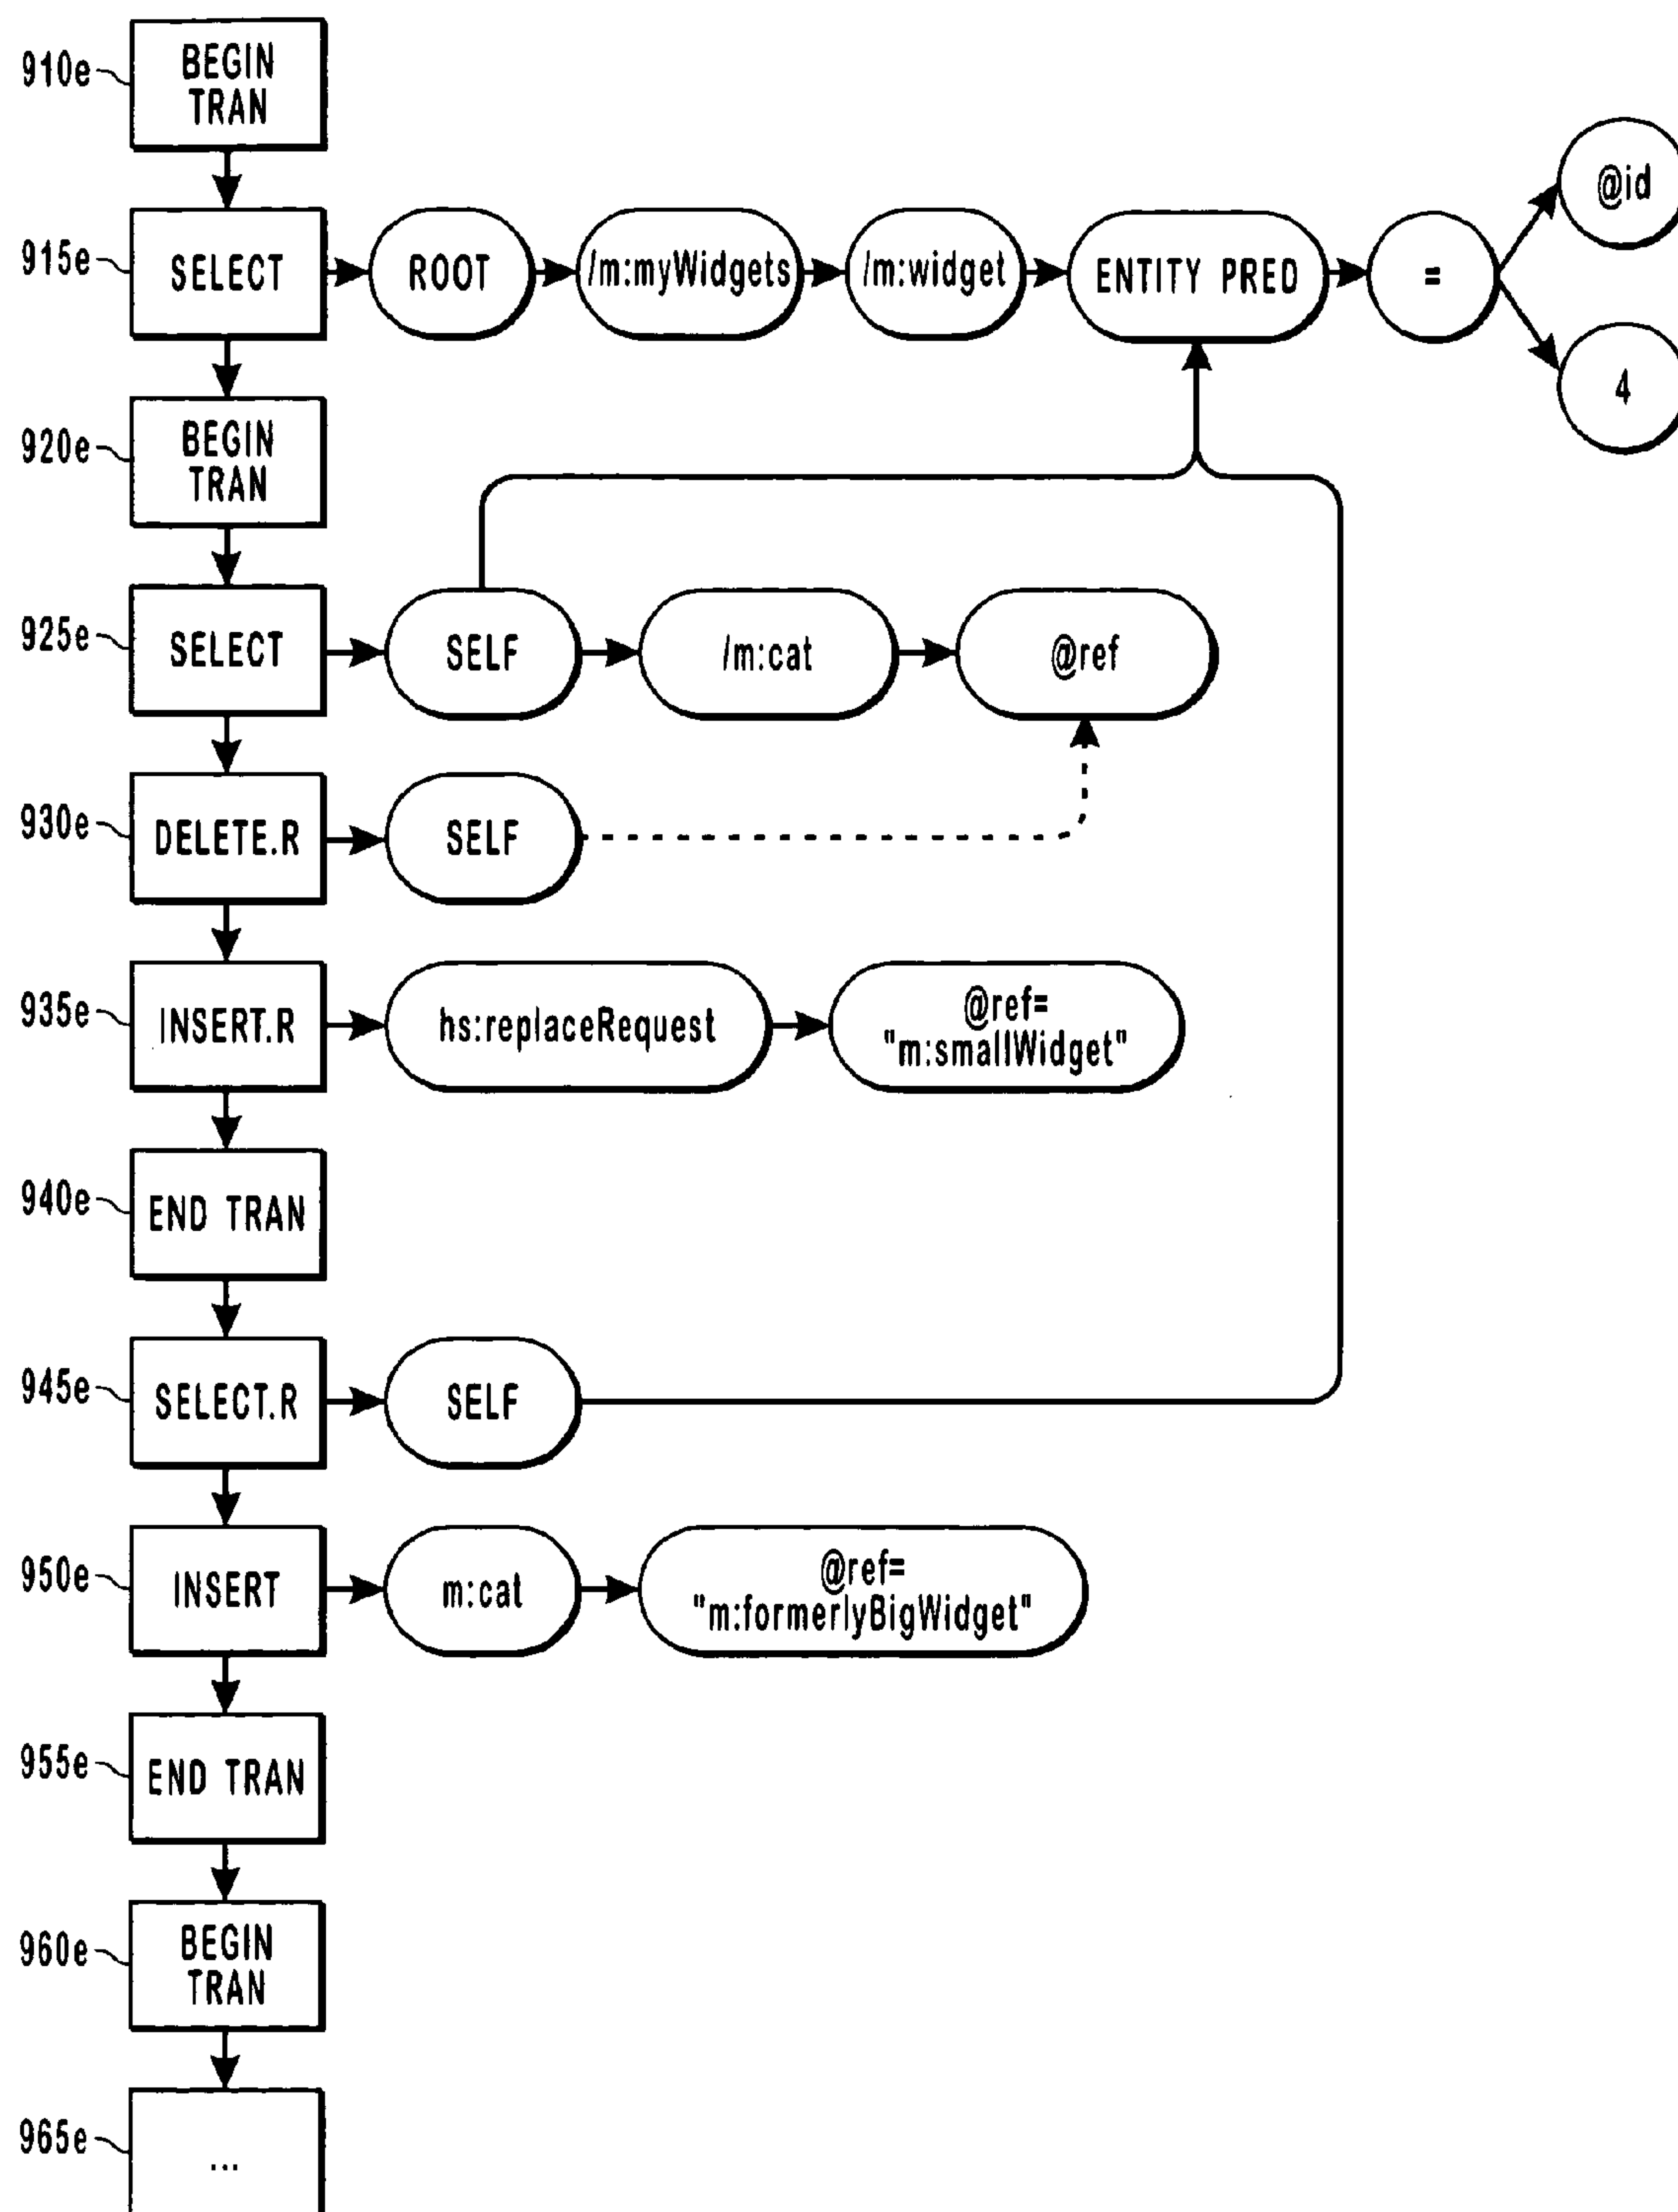 910e
BEGIN
TRAN
915e
SELECT
ROOT
/m:myWidgets
/m:widget
ENTITY PRED
=
@id
4
920e
BEGIN
TRAN
925e
SELECT
SELF
/m:cat
@ref
930e
DELETE.R
SELF
935e
INSERT.R
hs:replaceRequest
@ref=
"m:smallWidget"
940e
END TRAN
945e
SELECT.R
SELF
950e
INSERT
m:cat
@ref=
"m:formerlyBigWidget"
955e
END TRAN
960e
BEGIN
TRAN
965e
...